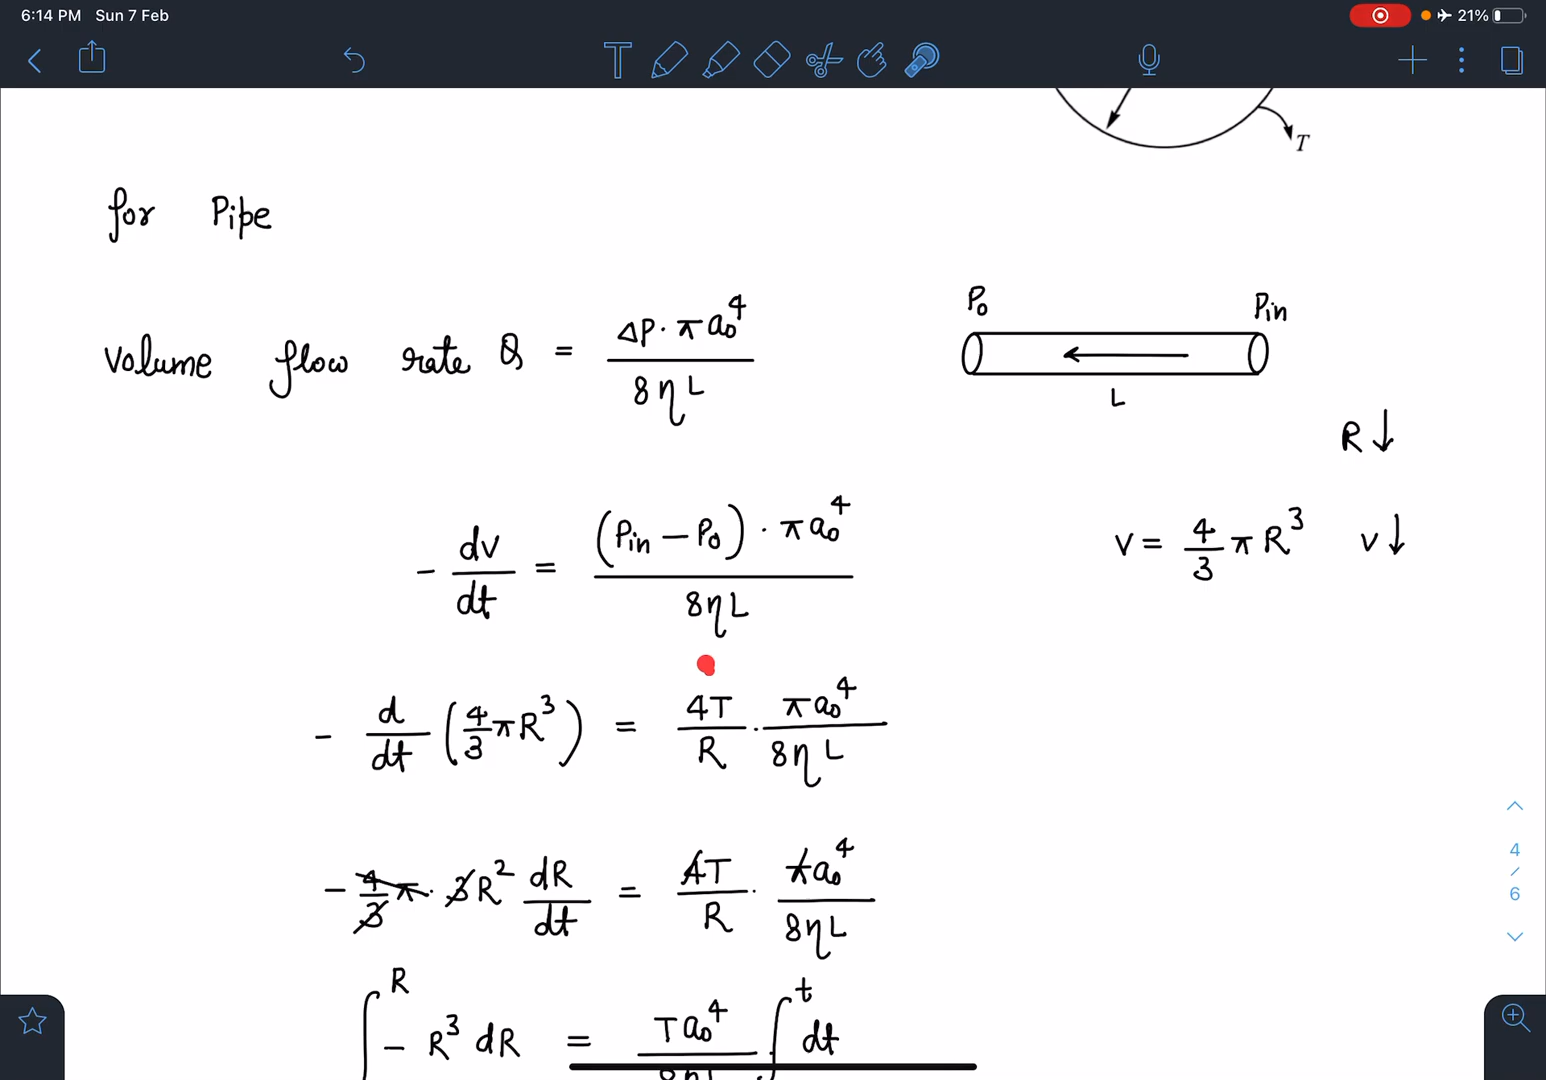 6:14 PM Sun 7 Feb
21%
T
for Pipe
P₀ Pin
Volume flow rate Q = ΔP · πa₀⁴ / 8ηL
L
R↓
- dv/dt = (Pin - P₀) · πa₀⁴ / 8ηL
V = 4/3 πR³ V↓
- d/dt (4/3 πR³) = 4T/R · πa₀⁴ / 8ηL
- 4/3 π · 3R² dR/dt = 4T/R · πa₀⁴ / 8ηL
∫ᴿ - R³ dR = Ta₀⁴ / 8ηL ∫ᵗ dt
4
/
6